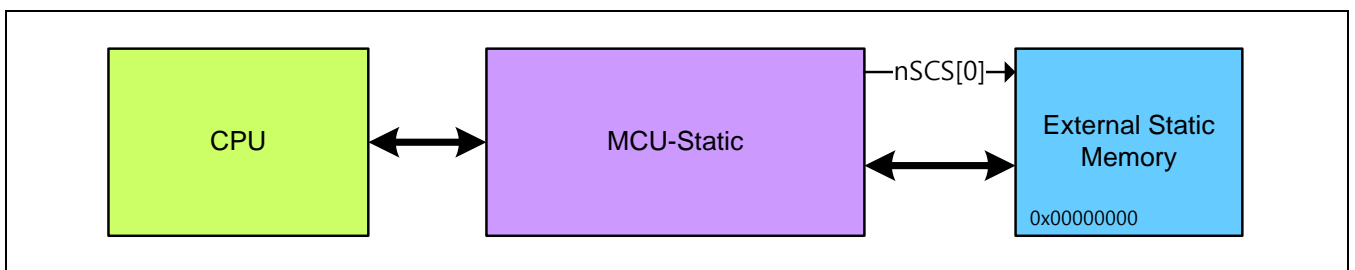 CPU
MCU-Static
nSCS[0]
External Static
Memory
0x00000000